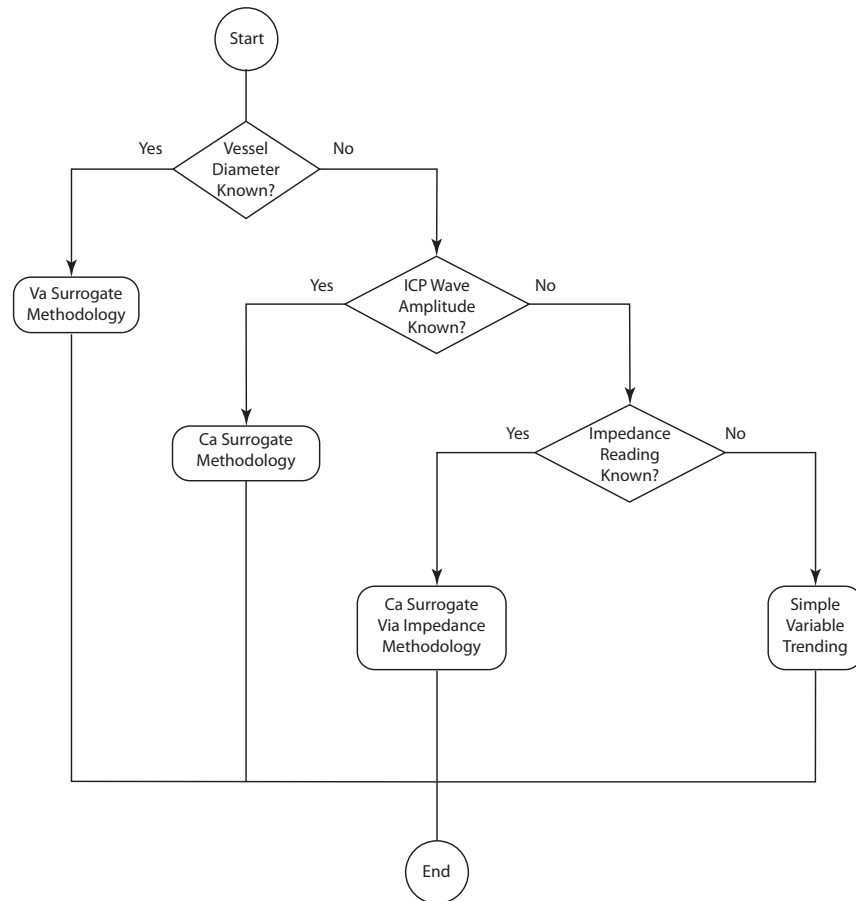 Start
Yes
Vessel
Diameter
Known?
No
Va Surrogate
Methodology
Yes
ICP Wave
Amplitude
Known?
No
Ca Surrogate
Methodology
Yes
Impedance
Reading
Known?
No
Ca Surrogate
Via Impedance
Methodology
Simple
Variable
Trending
End